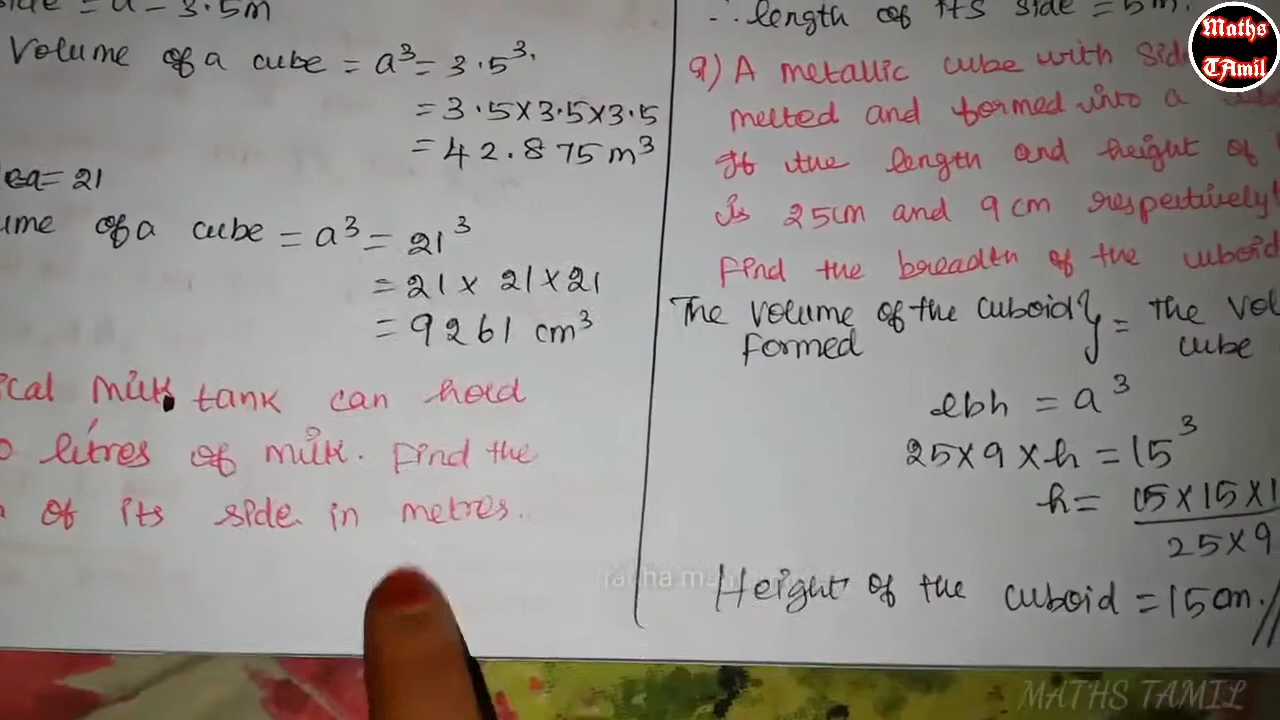 side = a - 3.5m
Volume of a cube = a³ = 3.5³.
= 3.5×3.5×3.5
= 42.875m³
= 21
of a cube = a³ = 21³
= 21 × 21 × 21
= 9261 cm³
milk tank can hold
litres of milk. Find the
of its side in metres.
∴ length of its side = 5m.
9) A metallic cube with
melted and formed into a
If the length and height of
is 25cm and 9cm respectively
Find the breadth of the cuboid
The volume of the cuboid } = The
formed cube
lbh = a³
25×9×h = 15³
h = 15×15×1
25×9
Height of the cuboid = 15cm.//
Maths
TAmil
MATHS TAMIL